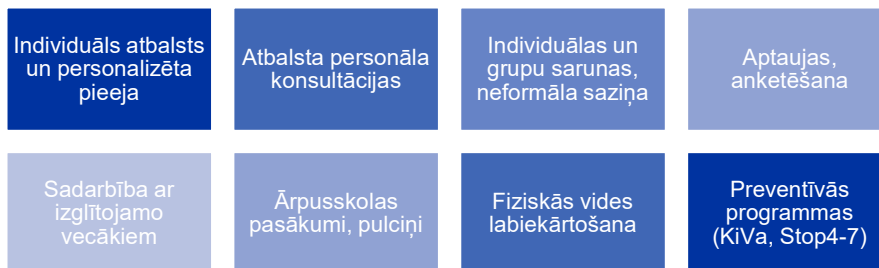 Individuāls atbalsts
un personalizēta
pieeja
Atbalsta personāla
konsultācijas
Individuālas un
grupu sarunas,
neformāla saziņa
Aptaujas,
anketēšana
Sadarbība ar
izglītojamo
vecākiem
Ārpusskolas
pasākumi, pulciņi
Fiziskās vides
labiekārtošana
Preventīvās
programmas
(KiVa, Stop4-7)